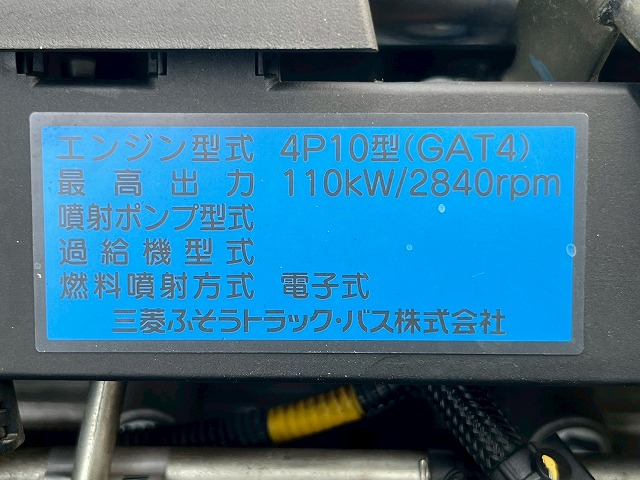 エンジン型式 4P10型(GAT4)
最高出力 110kW/2840rpm
噴射ポンプ型式
過給機型式
燃料噴射方式 電子式
三菱ふそうトラック・バス株式会社